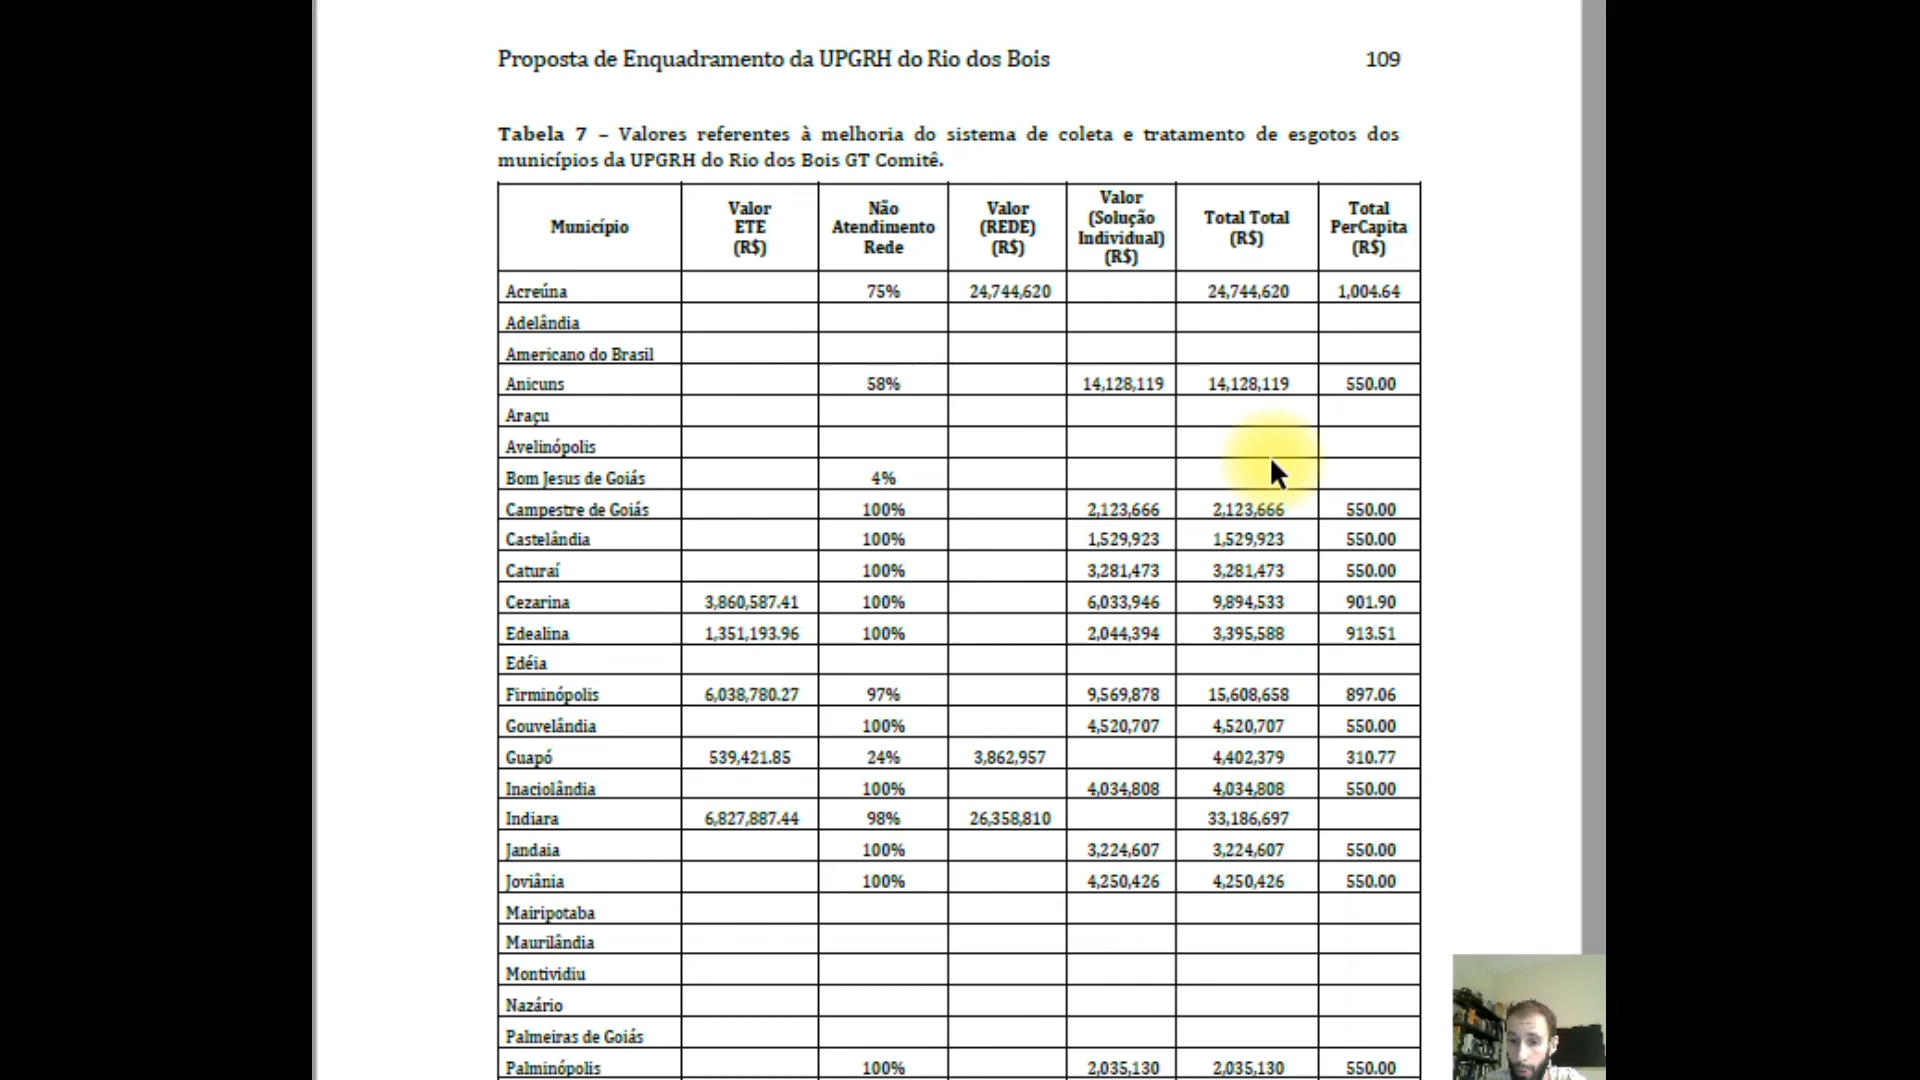 Proposta de Enquadramento da UPGRH do Rio dos Bois 109
Tabela 7 – Valores referentes à melhoria do sistema de coleta e tratamento de esgotos dos
municípios da UPGRH do Rio dos Bois GT Comitê.
Município Valor ETE (R$) Não Atendimento Rede Valor (REDE) (R$) Valor (Solução Individual) (R$) Total Total (R$) Total PerCapita (R$)
Acreúna 75% 24,744,620 24,744,620 1,004.64
Adelândia
Americano do Brasil
Anicuns 58% 14,128,119 14,128,119 550.00
Araçu
Avelinópolis
Bom Jesus de Goiás 4%
Campestre de Goiás 100% 2,123,666 2,123,666 550.00
Castelândia 100% 1,529,923 1,529,923 550.00
Caturaí 100% 3,281,473 3,281,473 550.00
Cezarina 3,860,587.41 100% 6,033,946 9,894,533 901.90
Edealina 1,351,193.96 100% 2,044,394 3,395,588 913.51
Edéia
Firminópolis 6,038,780.27 97% 9,569,878 15,608,658 897.06
Gouvelândia 100% 4,520,707 4,520,707 550.00
Guapó 539,421.85 24% 3,862,957 4,402,379 310.77
Inaciolândia 100% 4,034,808 4,034,808 550.00
Indiara 6,827,887.44 98% 26,358,810 33,186,697
Jandaia 100% 3,224,607 3,224,607 550.00
Joviânia 100% 4,250,426 4,250,426 550.00
Mairipotaba
Maurilândia
Montividiu
Nazário
Palmeiras de Goiás
Palminópolis 100% 2,035,130 2,035,130 550.00